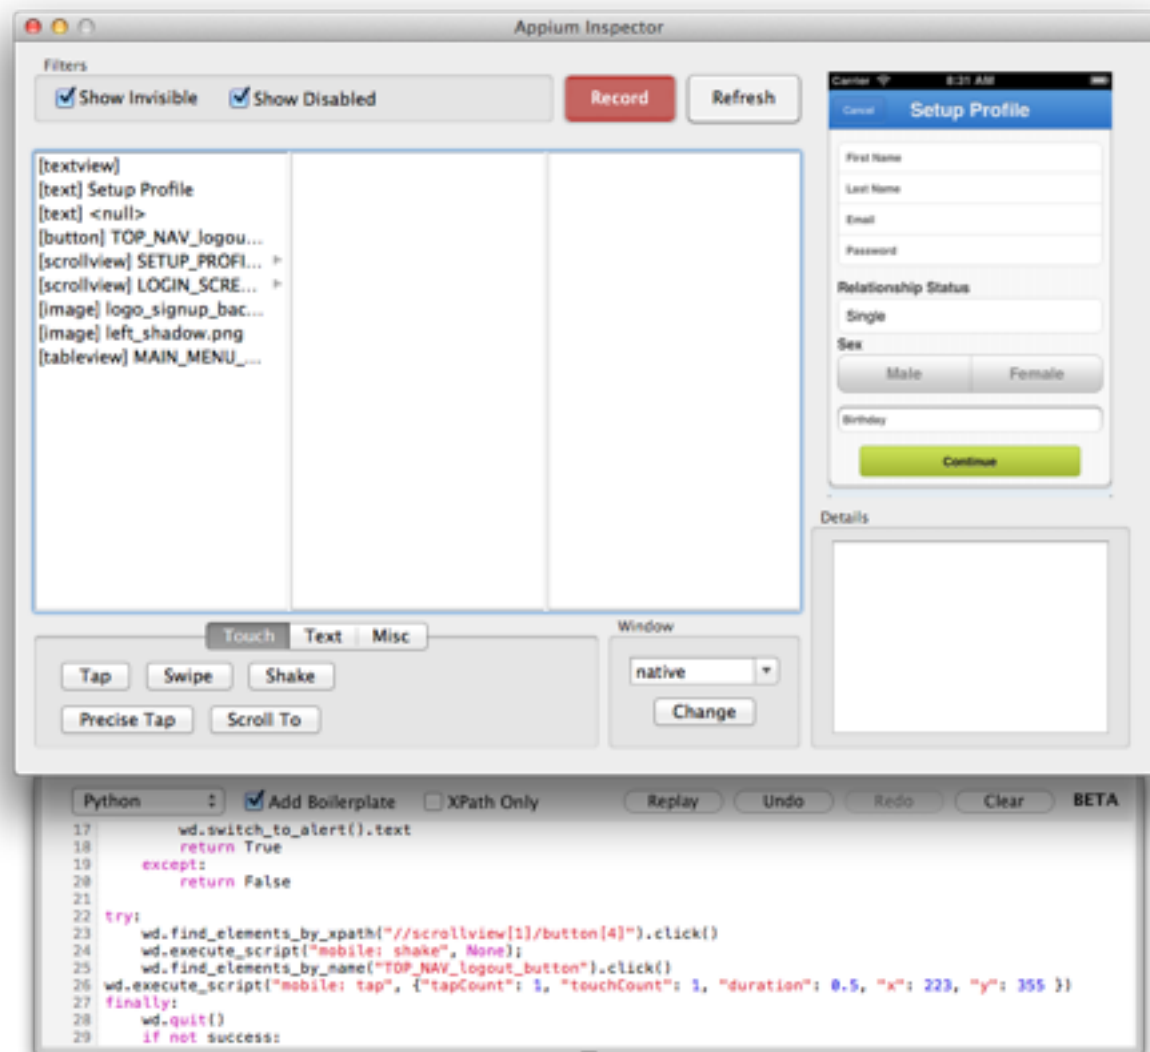 Appium Inspector
Filters
Show Invisible
Show Disabled
Record
Refresh
[textview]
[text] Setup Profile
[text] <null>
[button] TOP_NAV_logou...
[scrollview] SETUP_PROFI...
[scrollview] LOGIN_SCRE...
[image] logo_signup_bac...
[image] left_shadow.png
[tableview] MAIN_MENU_...
Carrier 8:31 AM
Cancel
Setup Profile
First Name
Last Name
Email
Password
Relationship Status
Single
Sex
Male
Female
Birthday
Continue
Details
Touch
Text
Misc
Tap
Swipe
Shake
Precise Tap
Scroll To
Window
native
Change
Python
Add Boilerplate
XPath Only
Replay
Undo
Redo
Clear
BETA
17 wd.switch_to_alert().text
18 return True
19 except:
20 return False
21
22 try:
23 wd.find_elements_by_xpath("//scrollview[1]/button[4]").click()
24 wd.execute_script("mobile: shake", None);
25 wd.find_elements_by_name("TOP_NAV_logout_button").click()
26 wd.execute_script("mobile: tap", {"tapCount": 1, "touchCount": 1, "duration": 0.5, "x": 223, "y": 355 })
27 finally:
28 wd.quit()
29 if not success: